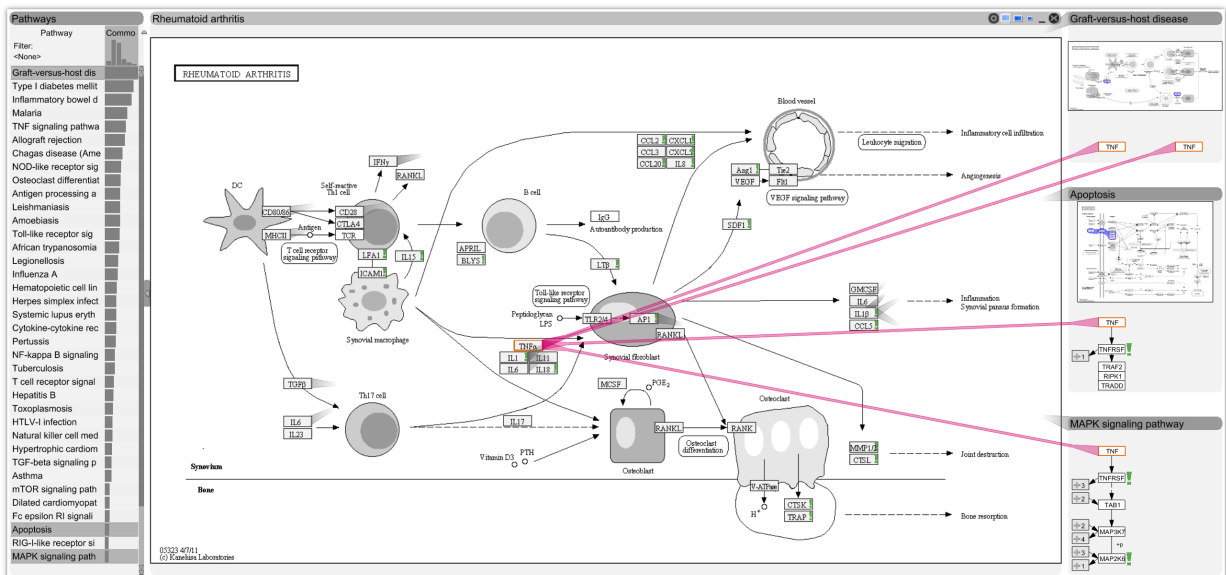 Pathways
Pathway Commo
Filter:
<None>
Graft-versus-host dis
Type I diabetes mellit
Inflammatory bowel d
Malaria
TNF signaling pathwa
Allograft rejection
Chagas disease (Ame
NOD-like receptor sig
Osteoclast differentiat
Antigen processing a
Leishmaniasis
Amoebiasis
Toll-like receptor sig
African trypanosomia
Legionellosis
Influenza A
Hematopoietic cell lin
Herpes simplex infect
Systemic lupus eryth
Cytokine-cytokine rec
Pertussis
NF-kappa B signaling
Tuberculosis
T cell receptor signal
Hepatitis B
Toxoplasmosis
HTLV-I infection
Natural killer cell med
Hypertrophic cardiom
TGF-beta signaling p
Asthma
mTOR signaling path
Dilated cardiomyopat
Fc epsilon RI signali
Apoptosis
RIG-I-like receptor si
MAPK signaling path
Rheumatoid arthritis
RHEUMATOID ARTHRITIS
Blood vessel
CCL2 CXCL1
CCL3 CXCL5
CCL20 IL8
Leukocyte migration
Inflammatory cell infiltration
IFNγ
RANKL
Ang1 Tie2
VEGF Flt1
Angiogenesis
VEGF signaling pathway
DC
Self-reactive
Th1 cell
B cell
CD80/86 CD28
CTLA4
MHCII Antigen TCR
T cell receptor
signaling pathway
LFA1 IL15
ICAM1
IgG
Autoantibody production
SDF1
APRIL
BLYS
LTβ
Synovial macrophage
Toll-like receptor
signaling pathway
Peptidoglycan
LPS
TLR2/4 AP1
RANKL
Synovial fibroblast
GMCSF
IL6
IL1β
CCL5
Inflammation
Synovial pannus formation
TNFα
IL1 IL11
IL6 IL18
TGFβ
Th17 cell
IL6
IL23
IL17
MCSF PGE2
Osteoclast
RANKL RANK
Osteoclast
differentiation
Vitamin D3 PTH
Osteoblast
MMP1/3
CTSL
Joint destruction
Synovium
Bone
V-ATPase
H+
CTSK
TRAP
Bone resorption
05323 4/7/11
(c) Kanehisa Laboratories
Graft-versus-host disease
TNF TNF
Apoptosis
TNF
TNFRSF
1
TRAF2
RIPK1
TRADD
MAPK signaling pathway
TNF
TNFRSF
3
2
TAB1
2
MAP3K7
4
+p
3
MAP2K6
1